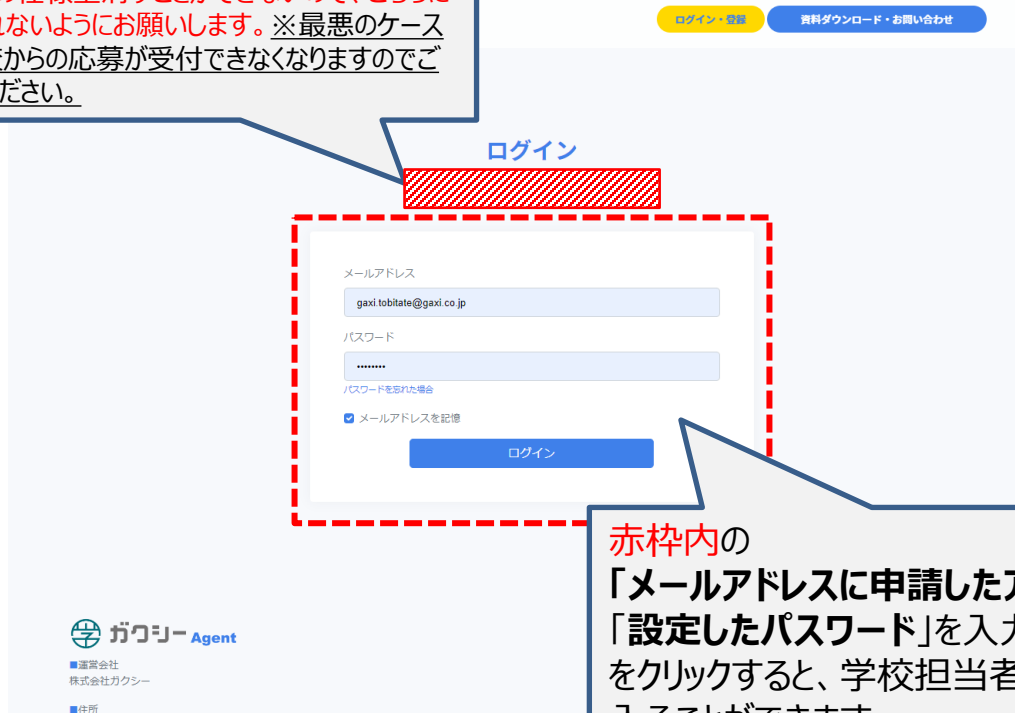 れないようにお願いします。※最悪のケース
からの応募が受付できなくなりますのでご
ださい。
ログイン・登録
資料ダウンロード・お問い合わせ
ログイン
メールアドレス
gaxi.tobitate@gaxi.co.jp
パスワード
••••••••
パスワードを忘れた場合
メールアドレスを記憶
ログイン
赤枠内の
「メールアドレスに申請した
「設定したパスワード」を入
をクリックすると、学校担当者
ガクシー Agent
■運営会社
株式会社ガクシー
■住所